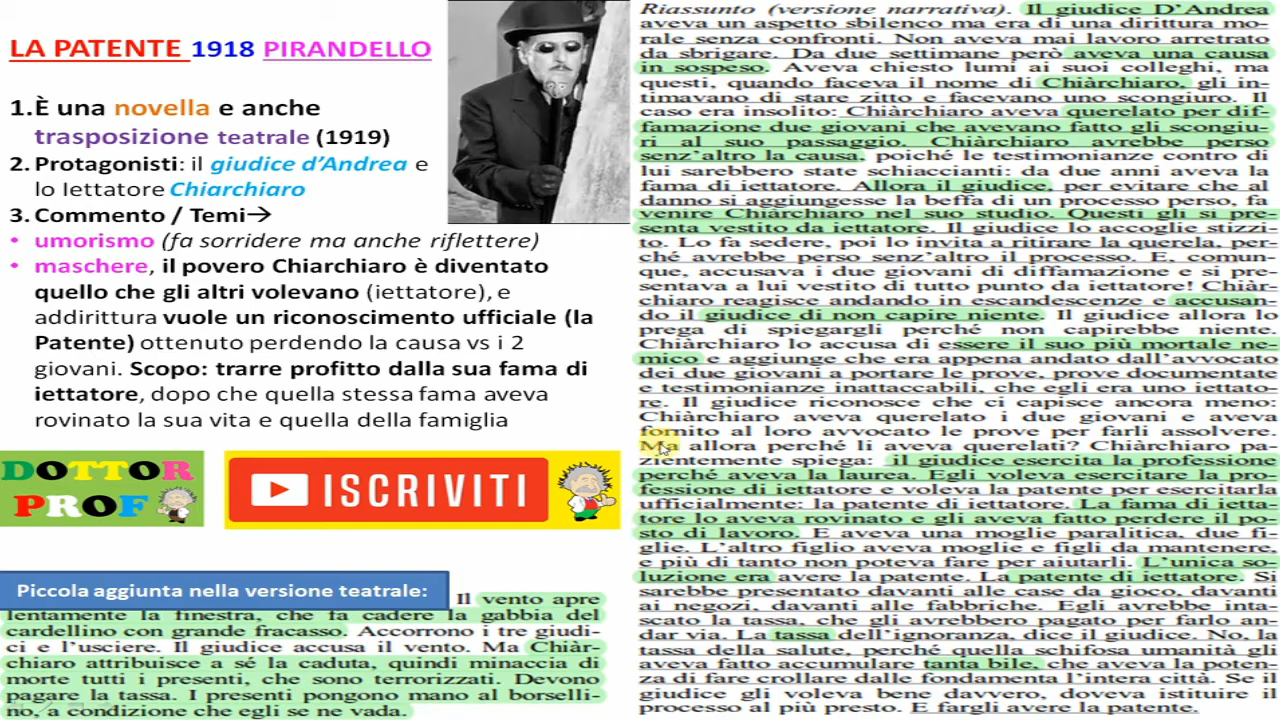 LA PATENTE 1918 PIRANDELLO
1. È una novella e anche
trasposizione teatrale (1919)
2. Protagonisti: il giudice d'Andrea e
lo Iettatore Chiarchiaro
3. Commento / Temi→
• umorismo (fa sorridere ma anche riflettere)
• maschere, il povero Chiarchiaro è diventato
quello che gli altri volevano (iettatore), e
addirittura vuole un riconoscimento ufficiale (la
Patente) ottenuto perdendo la causa vs i 2
giovani. Scopo: trarre profitto dalla sua fama di
iettatore, dopo che quella stessa fama aveva
rovinato la sua vita e quella della famiglia
DOTTOR
PROF
ISCRIVITI
Piccola aggiunta nella versione teatrale:
Il vento apre
lentamente la finestra, che fa cadere la gabbia del
cardellino con grande fracasso. Accorrono i tre giudi-
ci e l'usciere. Il giudice accusa il vento. Ma Chiàr-
chiaro attribuisce a sé la caduta, quindi minaccia di
morte tutti i presenti, che sono terrorizzati. Devono
pagare la tassa. I presenti pongono mano al borselli-
no, a condizione che egli se ne vada.
Riassunto (versione narrativa). Il giudice D'Andrea
aveva un aspetto sbilenco ma era di una dirittura mo-
rale senza confronti. Non aveva mai lavoro arretrato
da sbrigare. Da due settimane però aveva una causa
in sospeso. Aveva chiesto lumi ai suoi colleghi, ma
questi, quando faceva il nome di Chiàrchiaro, gli in-
timavano di stare zitto e facevano uno scongiuro. Il
caso era insolito: Chiàrchiaro aveva querelato per dif-
famazione due giovani che avevano fatto gli scongiu-
ri al suo passaggio. Chiàrchiaro avrebbe perso
senz'altro la causa, poiché le testimonianze contro di
lui sarebbero state schiaccianti: da due anni aveva la
fama di iettatore. Allora il giudice, per evitare che al
danno si aggiungesse la beffa di un processo perso, fa
venire Chiàrchiaro nel suo studio. Questi gli si pre-
senta vestito da iettatore. Il giudice lo accoglie stizzi-
to. Lo fa sedere, poi lo invita a ritirare la querela, per-
ché avrebbe perso senz'altro il processo. E, comun-
que, accusava i due giovani di diffamazione e si pre-
sentava a lui vestito di tutto punto da iettatore! Chiàr-
chiaro reagisce andando in escandescenze e accusan-
do il giudice di non capire niente. Il giudice allora lo
prega di spiegargli perché non capirebbe niente.
Chiàrchiaro lo accusa di essere il suo più mortale ne-
mico e aggiunge che era appena andato dall'avvocato
dei due giovani a portare le prove, prove documentate
e testimonianze inattaccabili, che egli era uno iettato-
re. Il giudice riconosce che ci capisce ancora meno:
Chiàrchiaro aveva querelato i due giovani e aveva
fornito al loro avvocato le prove per farli assolvere.
Ma allora perché li aveva querelati? Chiàrchiaro pa-
zientemente spiega: il giudice esercita la professione
perché aveva la laurea. Egli voleva esercitare la pro-
fessione di iettatore e voleva la patente per esercitarla
ufficialmente: la patente di iettatore. La fama di ietta-
tore lo aveva rovinato e gli aveva fatto perdere il po-
sto di lavoro. E aveva una moglie paralitica, due fi-
glie. L'altro figlio aveva moglie e figli da mantenere,
e più di tanto non poteva fare per aiutarli. L'unica so-
luzione era avere la patente. La patente di iettatore. Si
sarebbe presentato davanti alle case da gioco, davanti
ai negozi, davanti alle fabbriche. Egli avrebbe inta-
scato la tassa, che gli avrebbero pagato per farlo an-
dar via. La tassa dell'ignoranza, dice il giudice. No, la
tassa della salute, perché quella schifosa umanità gli
aveva fatto accumulare tanta bile, che aveva la poten-
za di fare crollare dalle fondamenta l'intera città. Se il
giudice gli voleva bene davvero, doveva istituire il
processo al più presto. E fargli avere la patente.